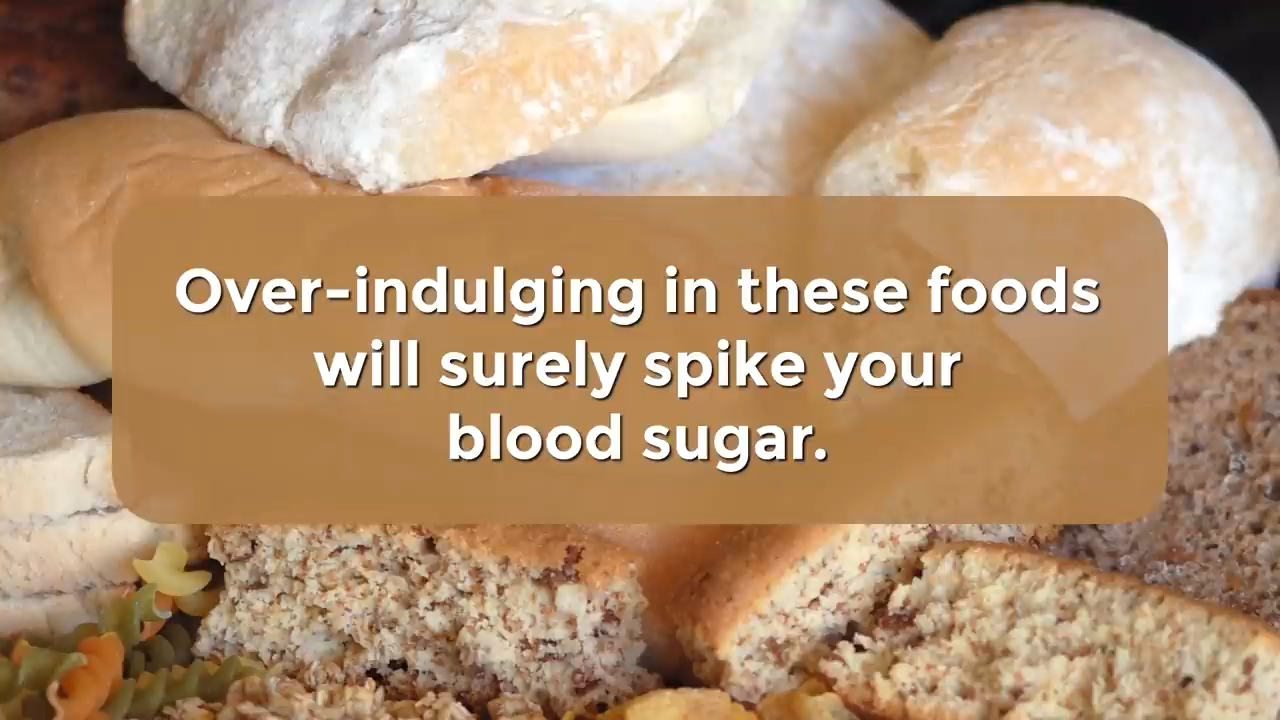 Over-indulging in these foods
will surely spike your
blood sugar.